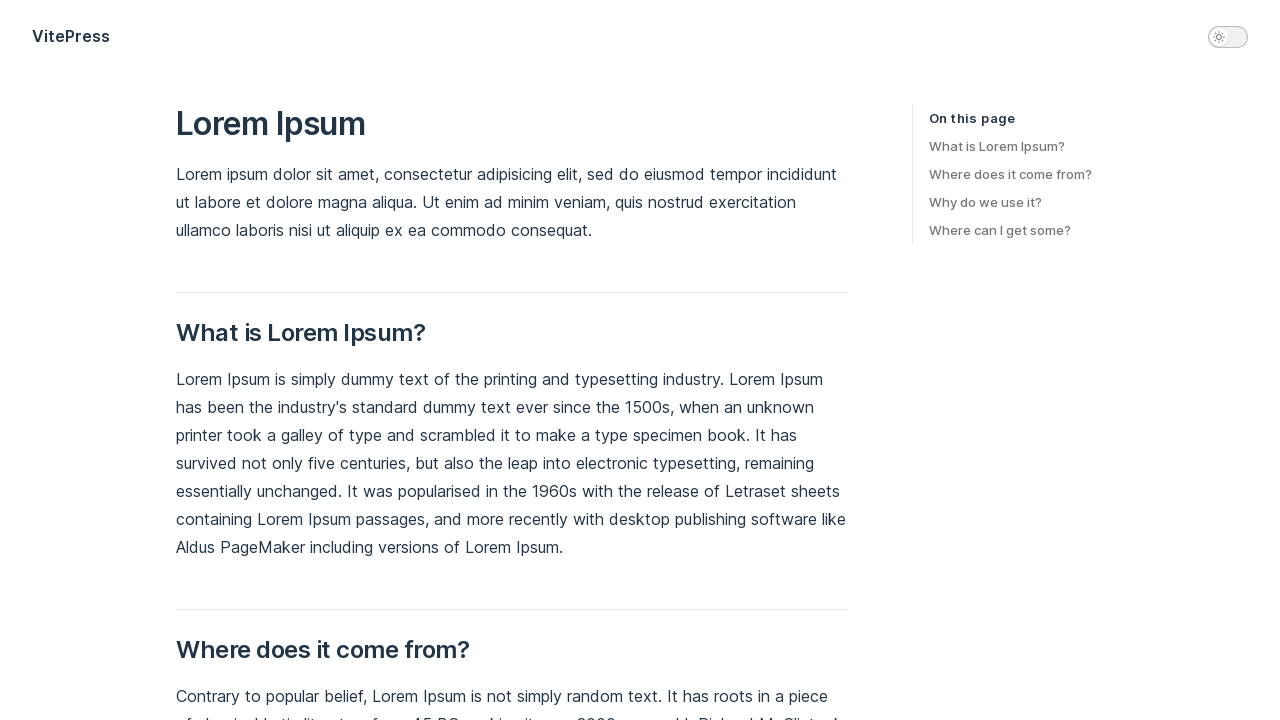 VitePress
Lorem Ipsum
Lorem ipsum dolor sit amet, consectetur adipisicing elit, sed do eiusmod tempor incididunt
ut labore et dolore magna aliqua. Ut enim ad minim veniam, quis nostrud exercitation
ullamco laboris nisi ut aliquip ex ea commodo consequat.
What is Lorem Ipsum?
Lorem Ipsum is simply dummy text of the printing and typesetting industry. Lorem Ipsum
has been the industry's standard dummy text ever since the 1500s, when an unknown
printer took a galley of type and scrambled it to make a type specimen book. It has
survived not only five centuries, but also the leap into electronic typesetting, remaining
essentially unchanged. It was popularised in the 1960s with the release of Letraset sheets
containing Lorem Ipsum passages, and more recently with desktop publishing software like
Aldus PageMaker including versions of Lorem Ipsum.
Where does it come from?
Contrary to popular belief, Lorem Ipsum is not simply random text. It has roots in a piece
On this page
What is Lorem Ipsum?
Where does it come from?
Why do we use it?
Where can I get some?